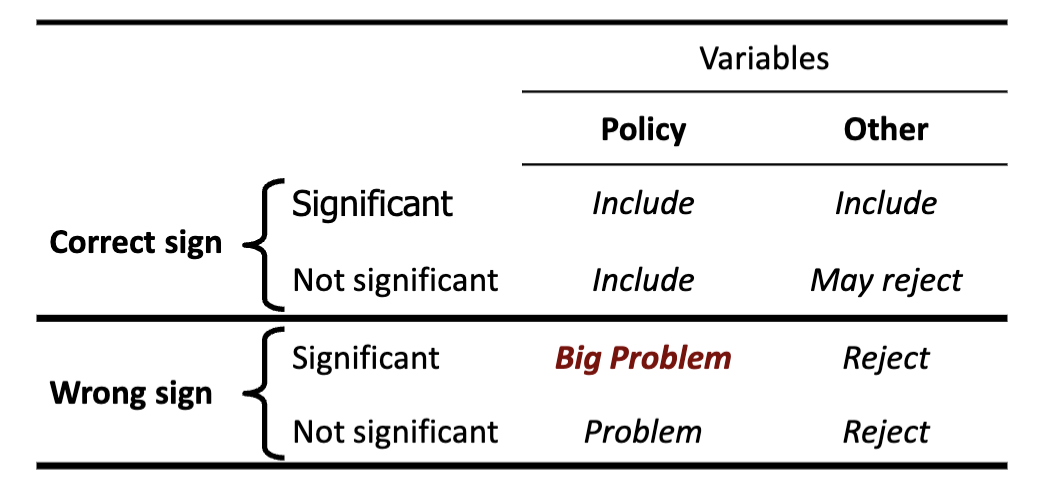 Variables
Policy Other
Significant Include Include
Correct sign
Not significant Include May reject
Significant Big Problem Reject
Wrong sign
Not significant Problem Reject